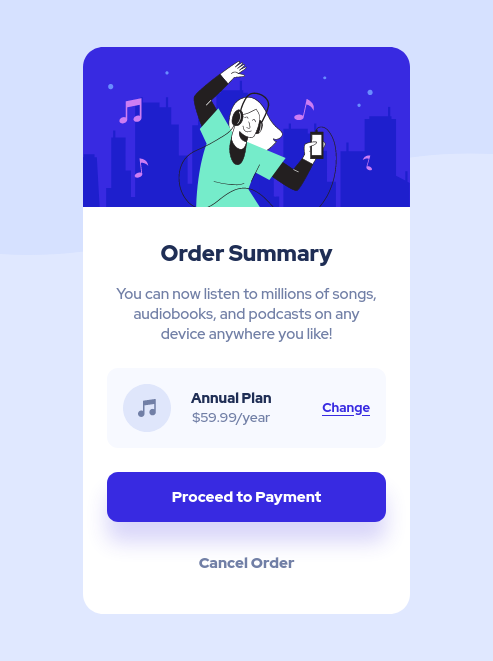 Order Summary
You can now listen to millions of songs,
audiobooks, and podcasts on any
device anywhere you like!
Annual Plan
$59.99/year
Change
Proceed to Payment
Cancel Order